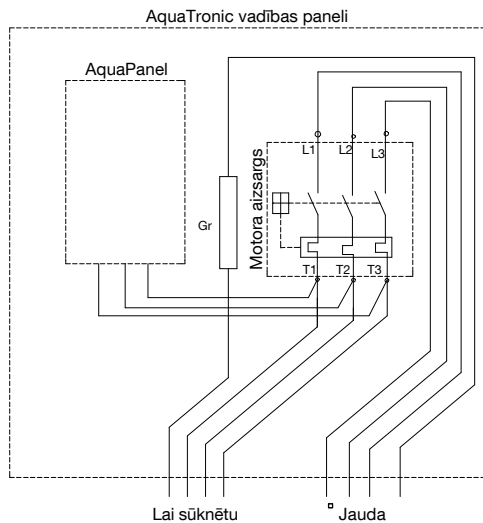 AquaTronic vadības paneli
AquaPanel
L1 L2 L3
Motora aizsargs
Gr
T1 T2 T3
Lai sūknētu
Jauda